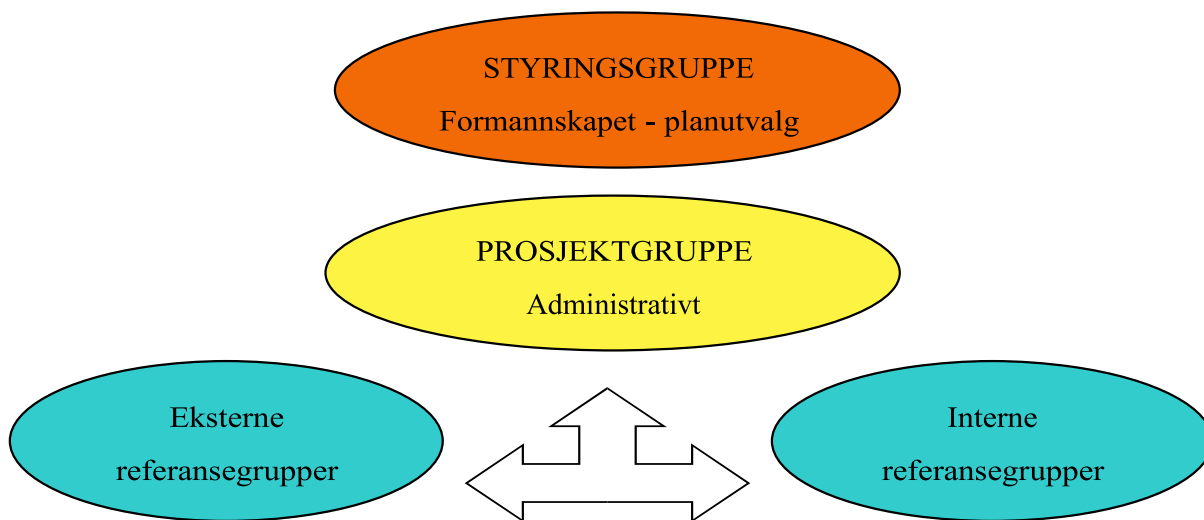 STYRINGSGRUPPE
Formannskapet - planutvalg
PROSJEKTGRUPPE
Administrativt
Eksterne
referansegrupper
Interne
referansegrupper